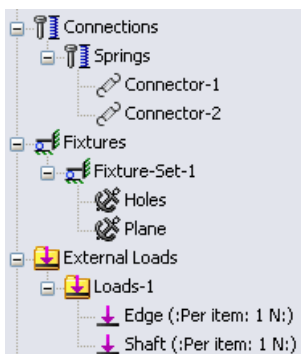 Connections
Springs
Connector-1
Connector-2
Fixtures
Fixture-Set-1
Holes
Plane
External Loads
Loads-1
Edge (:Per item: 1 N:)
Shaft (:Per item: 1 N:)